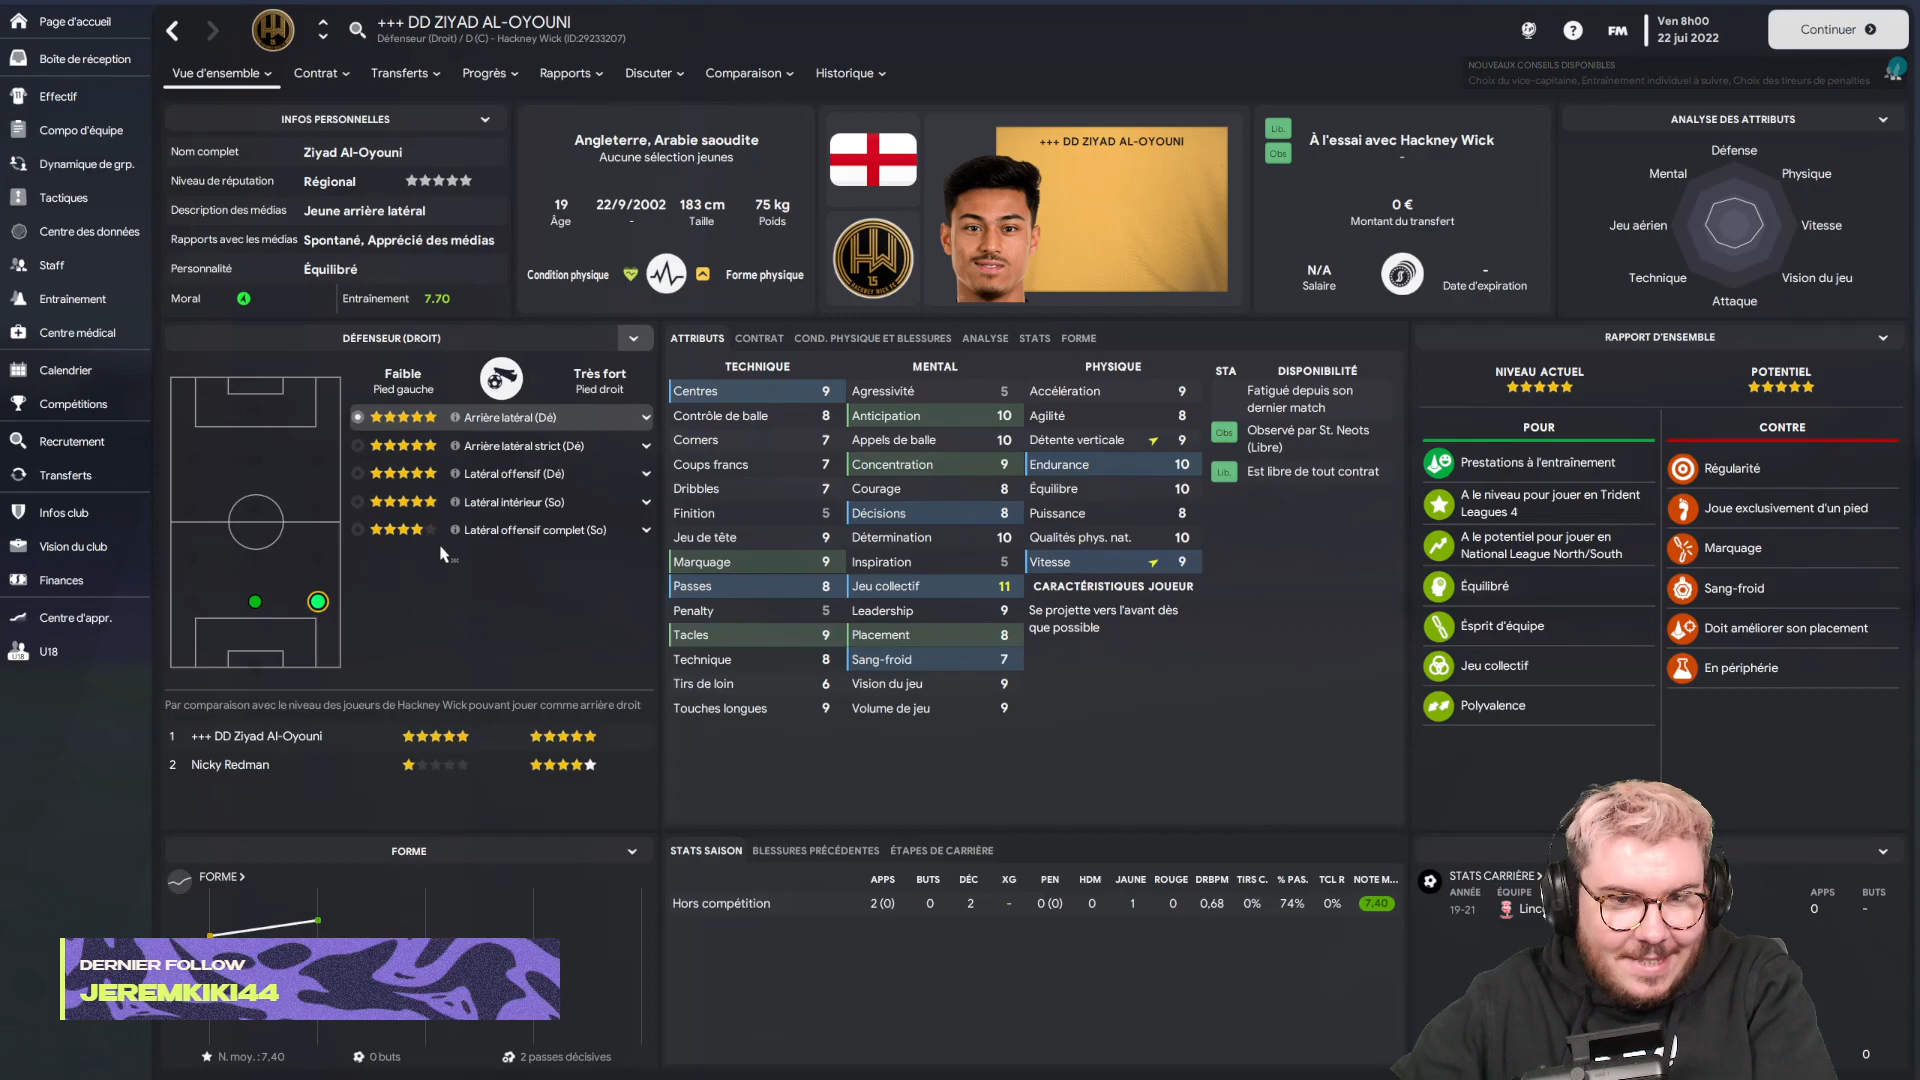 Page d'accueil
Boîte de réception
Effectif
Compo d'équipe
Dynamique de grp.
Tactiques
Centre des données
Staff
Entraînement
Centre médical
Calendrier
Compétitions
Recrutement
Transferts
Infos club
Vision du club
Finances
Centre d'appr.
U18
+++ DD ZIYAD AL-OYOUNI
Défenseur (Droit) / D (C) - Hackney Wick (ID:29233207)
FM
Ven 8h00
22 jui 2022
Continuer
Vue d'ensemble
Contrat
Transferts
Progrès
Rapports
Discuter
Comparaison
Historique
NOUVEAUX CONSEILS DISPONIBLES
Choix du vice-capitaine, Entraînement individuel à suivre, Choix des tireurs de penalties
INFOS PERSONNELLES
Nom complet Ziyad Al-Oyouni
Niveau de réputation Régional
Description des médias Jeune arrière latéral
Rapports avec les médias Spontané, Apprécié des médias
Personnalité Équilibré
Moral Entraînement 7.70
Angleterre, Arabie saoudite
Aucune sélection jeunes
19 22/9/2002 183 cm 75 kg
Âge - Taille Poids
Condition physique Forme physique
HACKNEY WICK FC
+++ DD ZIYAD AL-OYOUNI
Lib.
Obs
À l'essai avec Hackney Wick
-
0 €
Montant du transfert
N/A -
Salaire Date d'expiration
ANALYSE DES ATTRIBUTS
Défense
Mental Physique
Jeu aérien Vitesse
Technique Vision du jeu
Attaque
DÉFENSEUR (DROIT)
Faible Très fort
Pied gauche Pied droit
Arrière latéral (Dé)
Arrière latéral strict (Dé)
Latéral offensif (Dé)
Latéral intérieur (So)
Latéral offensif complet (So)
Par comparaison avec le niveau des joueurs de Hackney Wick pouvant jouer comme arrière droit
1 +++ DD Ziyad Al-Oyouni
2 Nicky Redman
ATTRIBUTS CONTRAT COND. PHYSIQUE ET BLESSURES ANALYSE STATS FORME
TECHNIQUE MENTAL PHYSIQUE
Centres 9 Agressivité 5 Accélération 9
Contrôle de balle 8 Anticipation 10 Agilité 8
Corners 7 Appels de balle 10 Détente verticale 9
Coups francs 7 Concentration 9 Endurance 10
Dribbles 7 Courage 8 Équilibre 10
Finition 5 Décisions 8 Puissance 8
Jeu de tête 9 Détermination 10 Qualités phys. nat. 10
Marquage 9 Inspiration 5 Vitesse 9
Passes 8 Jeu collectif 11 CARACTÉRISTIQUES JOUEUR
Penalty 5 Leadership 9 Se projette vers l'avant dès
Tacles 9 Placement 8 que possible
Technique 8 Sang-froid 7
Tirs de loin 6 Vision du jeu 9
Touches longues 9 Volume de jeu 9
STA DISPONIBILITÉ
Fatigué depuis son
dernier match
Obs Observé par St. Neots
(Libre)
Lib. Est libre de tout contrat
RAPPORT D'ENSEMBLE
NIVEAU ACTUEL POTENTIEL
POUR CONTRE
Prestations à l'entraînement
A le niveau pour jouer en Trident
Leagues 4
A le potentiel pour jouer en
National League North/South
Équilibré
Ésprit d'équipe
Jeu collectif
Polyvalence
Régularité
Joue exclusivement d'un pied
Marquage
Sang-froid
Doit améliorer son placement
En périphérie
FORME
FORME
DERNIER FOLLOW
JEREMKIKI44
N. moy. : 7,40 0 buts 2 passes décisives
STATS SAISON BLESSURES PRÉCÉDENTES ÉTAPES DE CARRIÈRE
APPS BUTS DÉC XG PEN HDM JAUNE ROUGE DRBPM TIRS C. % PAS. TCL R NOTE M...
Hors compétition 2 (0) 0 2 - 0 (0) 0 1 0 0,68 0% 74% 0% 7,40
STATS CARRIÈRE
ANNÉE ÉQUIPE APPS BUTS
19-21 0 -
0